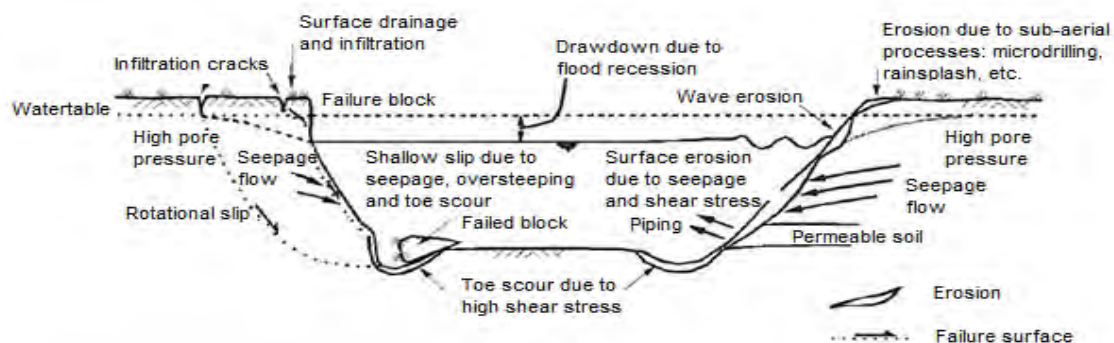 Surface drainage
and infiltration
Infiltration cracks
Drawdown due to
flood recession
Erosion due to sub-aerial
processes: microdrilling,
rainsplash, etc.
Watertable
Failure block
Wave erosion
High pore
pressure
Seepage
flow
Shallow slip due to
seepage, oversteeping
and toe scour
Surface erosion
due to seepage
and shear stress
High pore
pressure
Seepage
flow
Rotational slip
Failed block
Piping
Permeable soil
Toe scour due to
high shear stress
Erosion
Failure surface